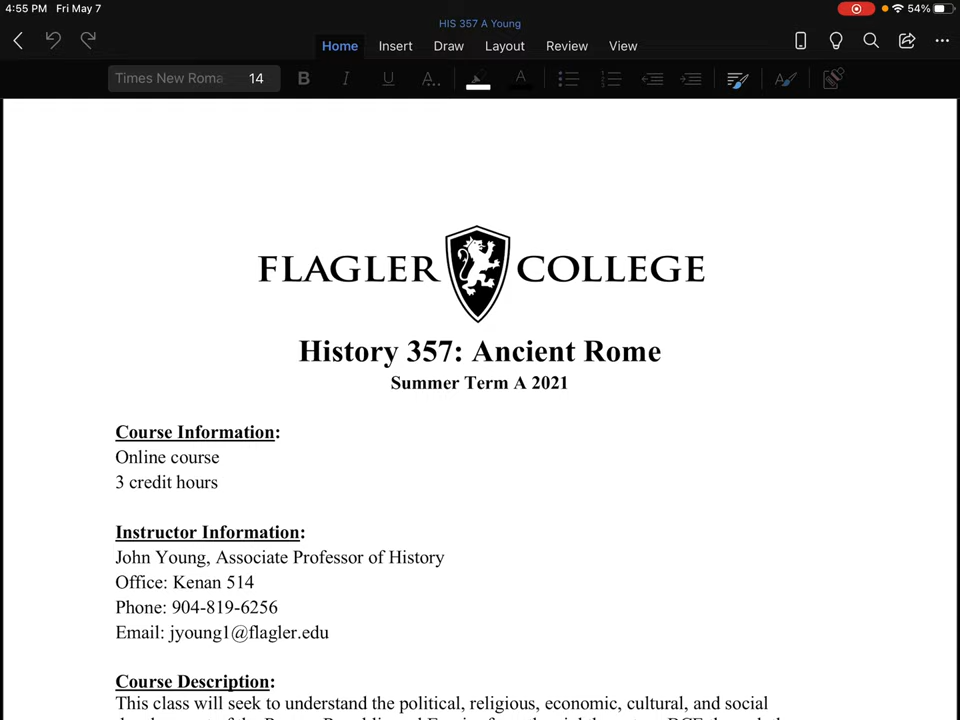 4:55 PM Fri May 7
54%
HIS 357 A Young
Home Insert Draw Layout Review View
Times New Roma 14 B I U A... A
FLAGLER COLLEGE
History 357: Ancient Rome
Summer Term A 2021
Course Information:
Online course
3 credit hours
Instructor Information:
John Young, Associate Professor of History
Office: Kenan 514
Phone: 904-819-6256
Email: jyoung1@flagler.edu
Course Description:
This class will seek to understand the political, religious, economic, cultural, and social